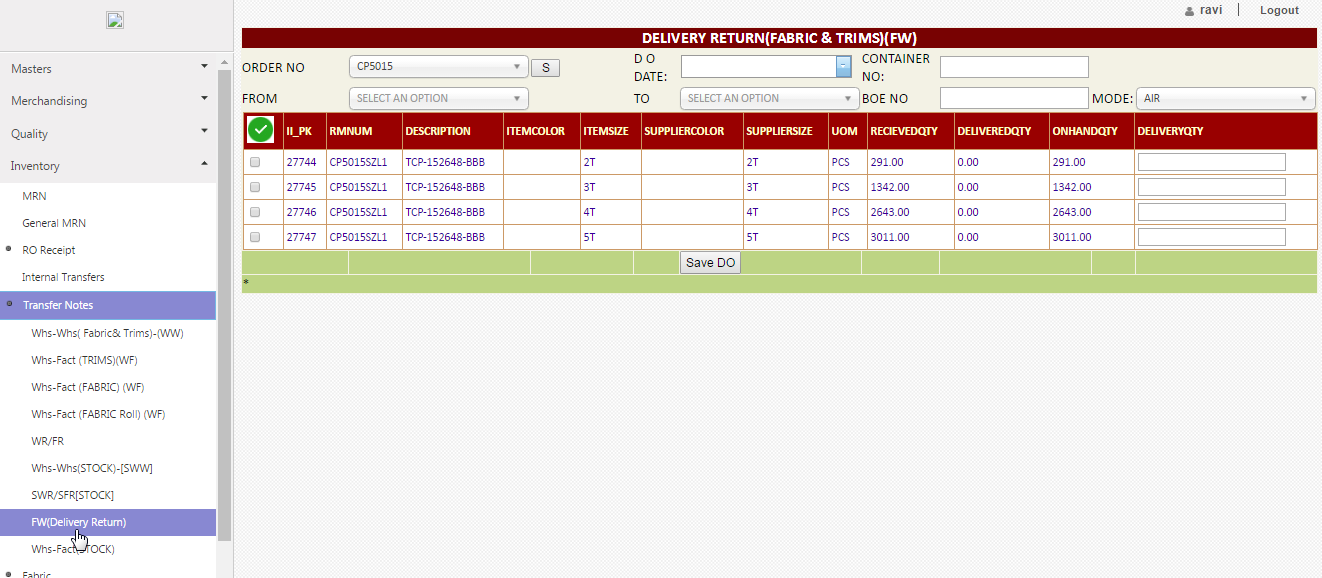 ravi | Logout
Masters
Merchandising
Quality
Inventory
MRN
General MRN
RO Receipt
Internal Transfers
Transfer Notes
Whs-Whs( Fabric& Trims)-(WW)
Whs-Fact (TRIMS)(WF)
Whs-Fact (FABRIC) (WF)
Whs-Fact (FABRIC Roll) (WF)
WR/FR
Whs-Whs(STOCK)-[SWW]
SWR/SFR[STOCK]
FW(Delivery Return)
Whs-Fact(STOCK)
Fabric
DELIVERY RETURN(FABRIC & TRIMS)(FW)
ORDER NO CP5015 S D O DATE: CONTAINER NO:
FROM SELECT AN OPTION TO SELECT AN OPTION BOE NO MODE: AIR
II_PK RMNUM DESCRIPTION ITEMCOLOR ITEMSIZE SUPPLIERCOLOR SUPPLIERSIZE UOM RECIEVEDQTY DELIVEREDQTY ONHANDQTY DELIVERYQTY
27744 CP5015SZL1 TCP-152648-BBB 2T 2T PCS 291.00 0.00 291.00
27745 CP5015SZL1 TCP-152648-BBB 3T 3T PCS 1342.00 0.00 1342.00
27746 CP5015SZL1 TCP-152648-BBB 4T 4T PCS 2643.00 0.00 2643.00
27747 CP5015SZL1 TCP-152648-BBB 5T 5T PCS 3011.00 0.00 3011.00
Save DO
*